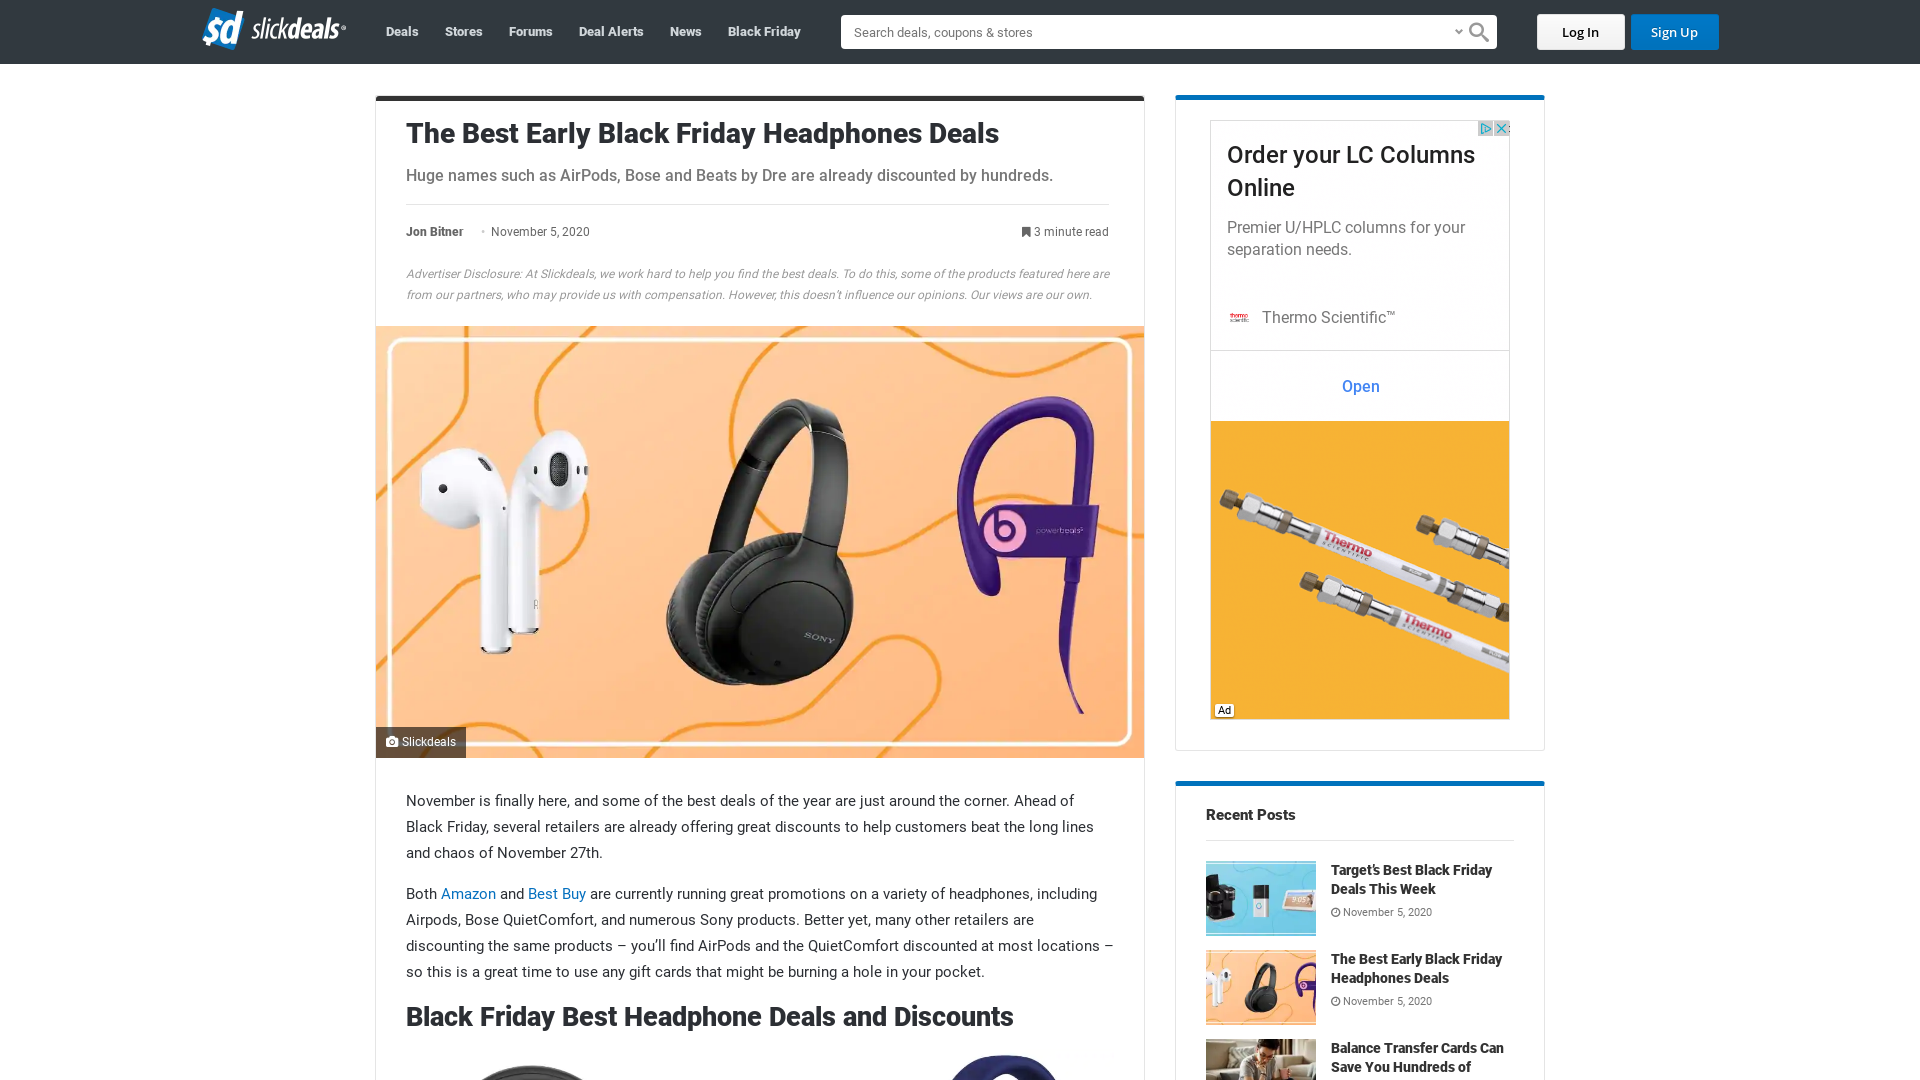 sd slickdeals
Deals
Stores
Forums
Deal Alerts
News
Black Friday
Search deals, coupons & stores
Log In
Sign Up
The Best Early Black Friday Headphones Deals
Huge names such as AirPods, Bose and Beats by Dre are already discounted by hundreds.
Jon Bitner • November 5, 2020
3 minute read
Advertiser Disclosure: At Slickdeals, we work hard to help you find the best deals. To do this, some of the products featured here are
from our partners, who may provide us with compensation. However, this doesn’t influence our opinions. Our views are our own.
SONY
b
powerbeats3
Slickdeals
November is finally here, and some of the best deals of the year are just around the corner. Ahead of
Black Friday, several retailers are already offering great discounts to help customers beat the long lines
and chaos of November 27th.
Both Amazon and Best Buy are currently running great promotions on a variety of headphones, including
Airpods, Bose QuietComfort, and numerous Sony products. Better yet, many other retailers are
discounting the same products – you’ll find AirPods and the QuietComfort discounted at most locations –
so this is a great time to use any gift cards that might be burning a hole in your pocket.
Black Friday Best Headphone Deals and Discounts
Order your LC Columns
Online
Premier U/HPLC columns for your
separation needs.
thermo
scientific
Thermo Scientific™
Open
Thermo
SCIENTIFIC
Thermo
SCIENTIFIC
Ad
Recent Posts
Target’s Best Black Friday
Deals This Week
November 5, 2020
The Best Early Black Friday
Headphones Deals
November 5, 2020
Balance Transfer Cards Can
Save You Hundreds of